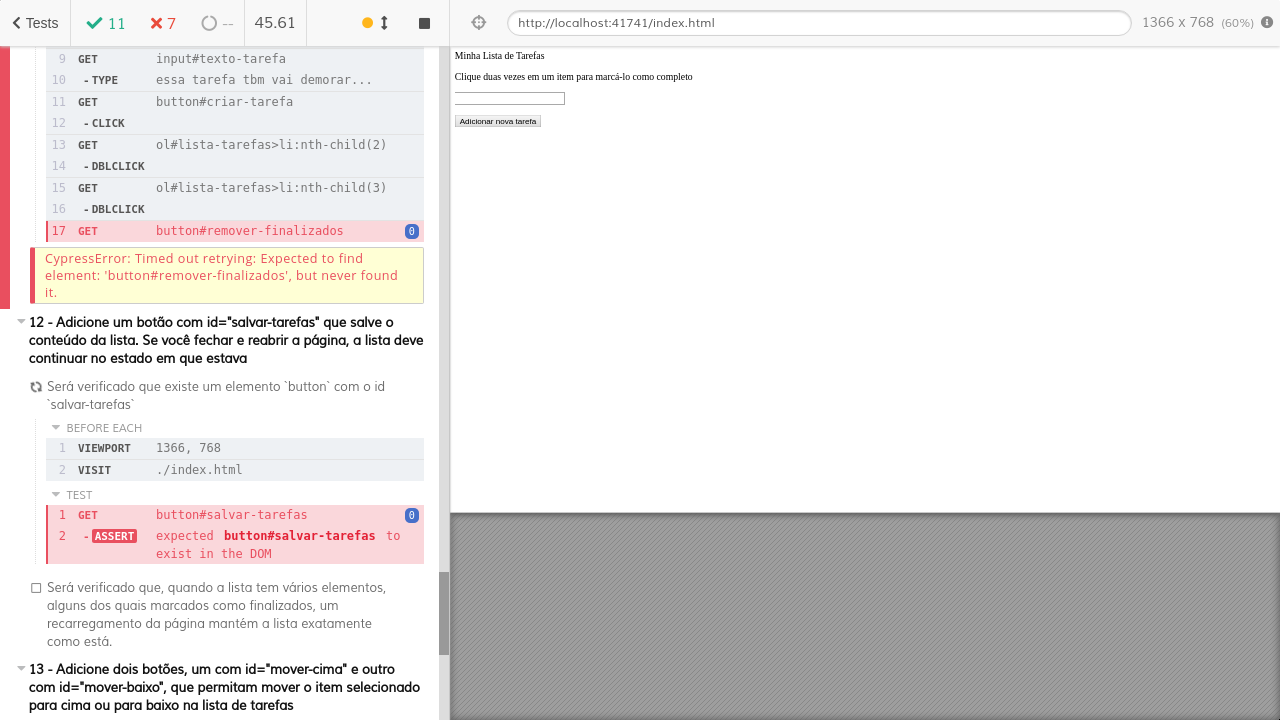 Tests 11 7 -- 45.61 http://localhost:41741/index.html 1366 x 768 (60%)
9 GET input#texto-tarefa
10 - TYPE essa tarefa tbm vai demorar...
11 GET button#criar-tarefa
12 - CLICK
13 GET ol#lista-tarefas>li:nth-child(2)
14 - DBLCLICK
15 GET ol#lista-tarefas>li:nth-child(3)
16 - DBLCLICK
17 GET button#remover-finalizados 0
CypressError: Timed out retrying: Expected to find
element: 'button#remover-finalizados', but never found
it.
12 - Adicione um botão com id="salvar-tarefas" que salve o
conteúdo da lista. Se você fechar e reabrir a página, a lista deve
continuar no estado em que estava
Será verificado que existe um elemento `button` com o id
`salvar-tarefas`
BEFORE EACH
1 VIEWPORT 1366, 768
2 VISIT ./index.html
TEST
1 GET button#salvar-tarefas 0
2 - ASSERT expected button#salvar-tarefas to
exist in the DOM
Será verificado que, quando a lista tem vários elementos,
alguns dos quais marcados como finalizados, um
recarregamento da página mantém a lista exatamente
como está.
13 - Adicione dois botões, um com id="mover-cima" e outro
com id="mover-baixo", que permitam mover o item selecionado
para cima ou para baixo na lista de tarefas
Minha Lista de Tarefas
Clique duas vezes em um item para marcá-lo como completo
Adicionar nova tarefa